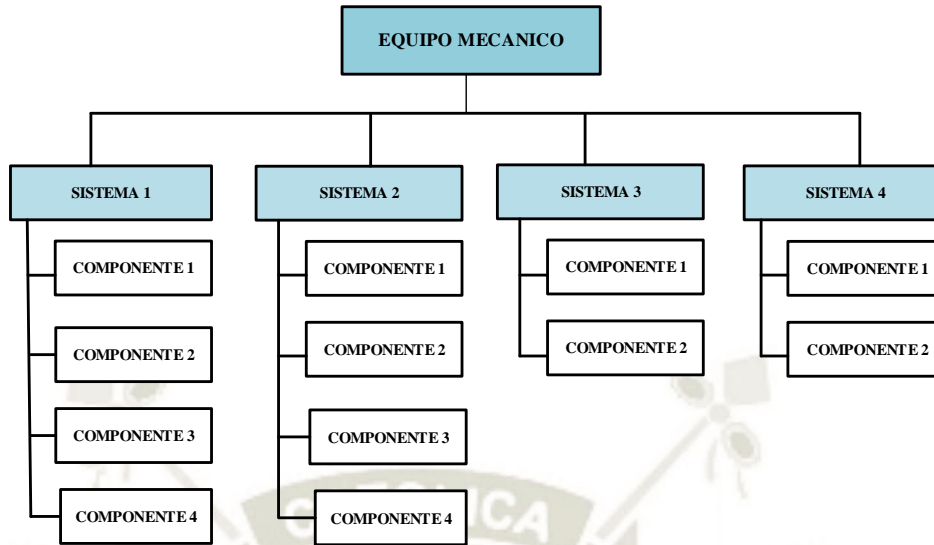 EQUIPO MECANICO
SISTEMA 1
SISTEMA 2
SISTEMA 3
SISTEMA 4
COMPONENTE 1
COMPONENTE 2
COMPONENTE 3
COMPONENTE 4
COMPONENTE 1
COMPONENTE 2
COMPONENTE 3
COMPONENTE 4
COMPONENTE 1
COMPONENTE 2
COMPONENTE 1
COMPONENTE 2